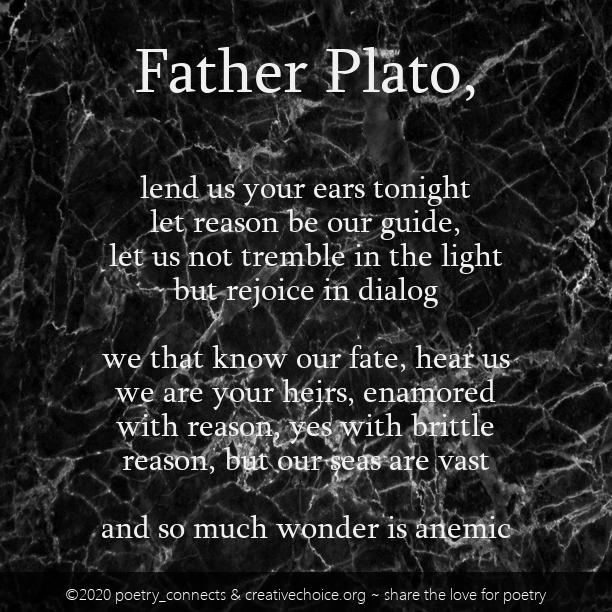 Father Plato,
lend us your ears tonight
let reason be our guide,
let us not tremble in the light
but rejoice in dialog
we that know our fate, hear us
we are your heirs, enamored
with reason, yes with brittle
reason, but our seas are vast
and so much wonder is anemic
©2020 poetry_connects & creativechoice.org ~ share the love for poetry